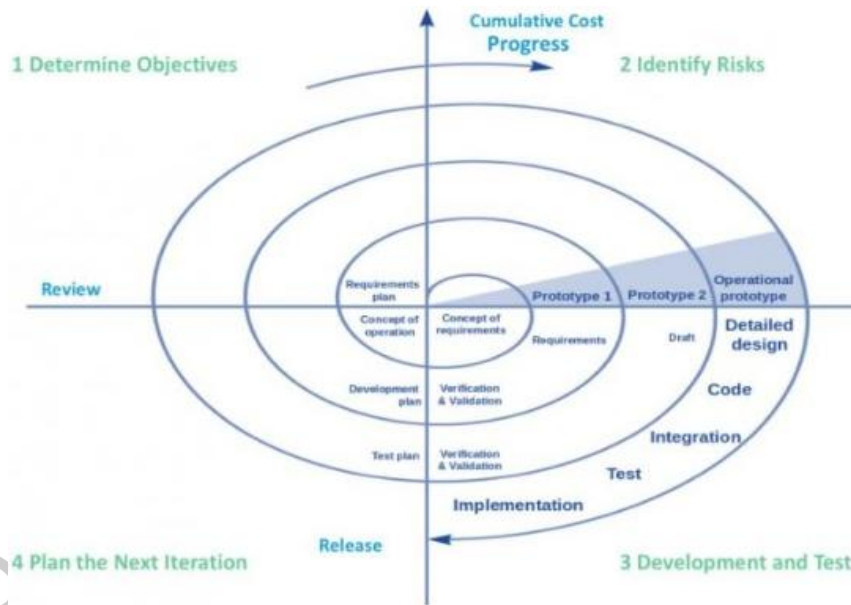 Cumulative Cost
Progress
1 Determine Objectives
2 Identify Risks
Review
Requirements
plan
Prototype 1
Prototype 2
Operational
prototype
Concept of
operation
Concept of
requirements
Requirements
Draft
Detailed
design
Development
plan
Verification
& Validation
Code
Integration
Test plan
Verification
& Validation
Test
Implementation
Release
4 Plan the Next Iteration
3 Development and Test